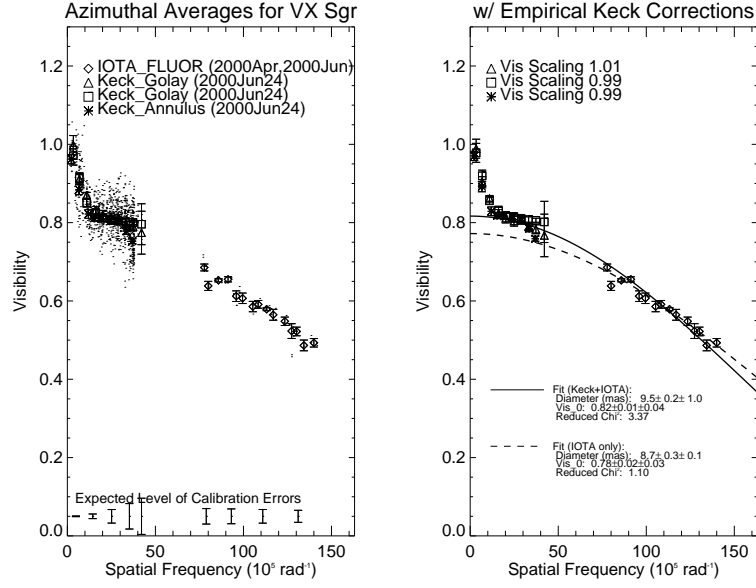 Azimuthal Averages for VX Sgr
IOTA_FLUOR (2000Apr,2000Jun)
Keck_Golay (2000Jun24)
Keck_Golay (2000Jun24)
Keck_Annulus (2000Jun24)
Visibility
1.2
1.0
0.8
0.6
0.4
0.2
0.0
Expected Level of Calibration Errors
0
50
100
150
Spatial Frequency (10⁵ rad⁻¹)
w/ Empirical Keck Corrections
Vis Scaling 1.01
Vis Scaling 0.99
Vis Scaling 0.99
Visibility
1.2
1.0
0.8
0.6
0.4
0.2
0.0
Fit (Keck+IOTA):
Diameter (mas): 9.5± 0.2± 1.0
Vis_0: 0.82±0.01±0.04
Reduced Chi²: 3.37
Fit (IOTA only):
Diameter (mas): 8.7± 0.3± 0.1
Vis_0: 0.78±0.02±0.03
Reduced Chi²: 1.10
0
50
100
150
Spatial Frequency (10⁵ rad⁻¹)